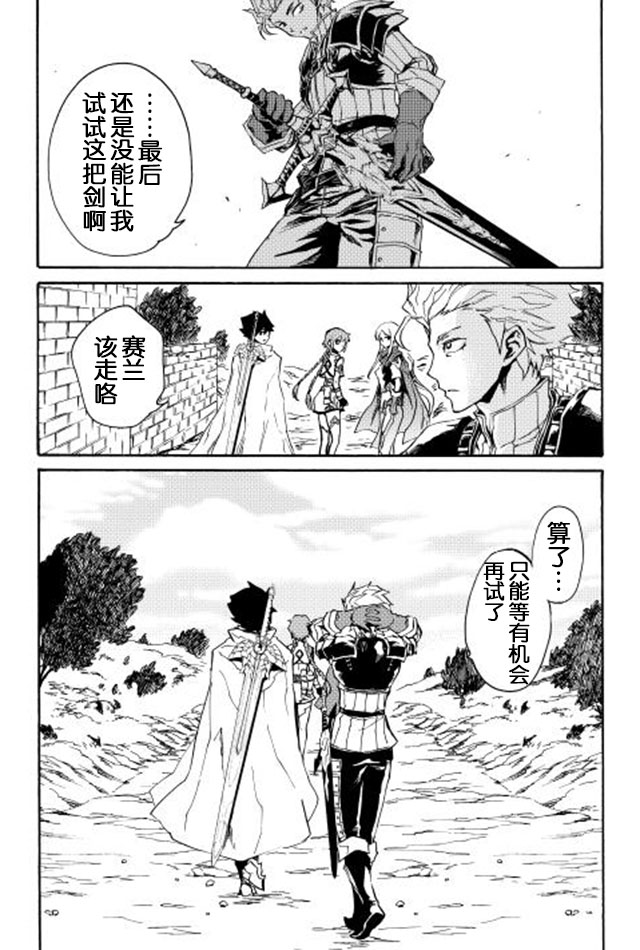 ……最后
还是没能让我
试试这把剑啊
赛兰
该走咯
算了…
只能等有机会
再试了